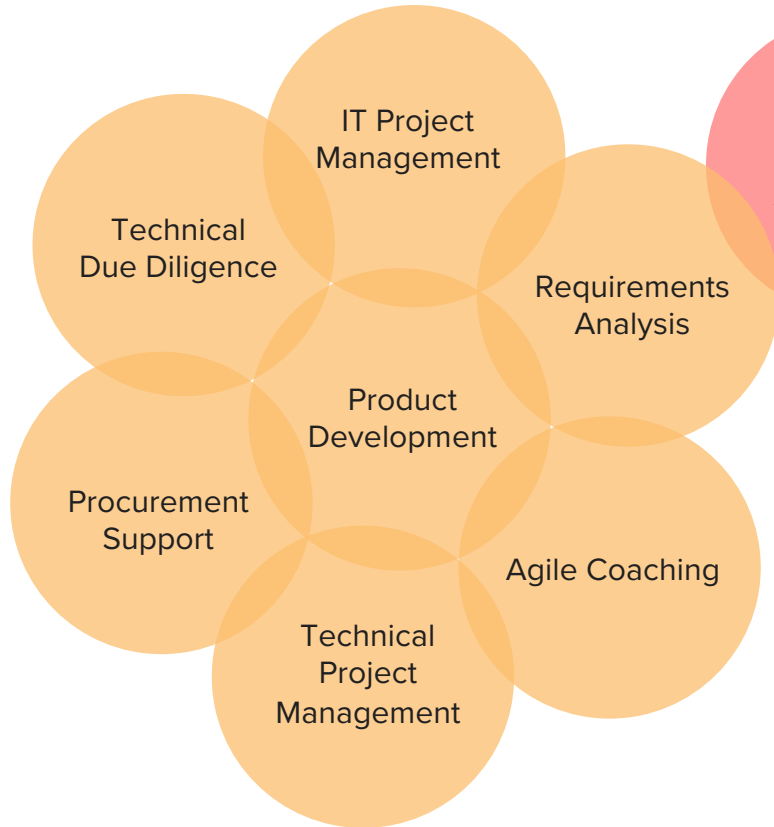 IT Project
Management
Technical
Due Diligence
Requirements
Analysis
Product
Development
Procurement
Support
Agile Coaching
Technical
Project
Management